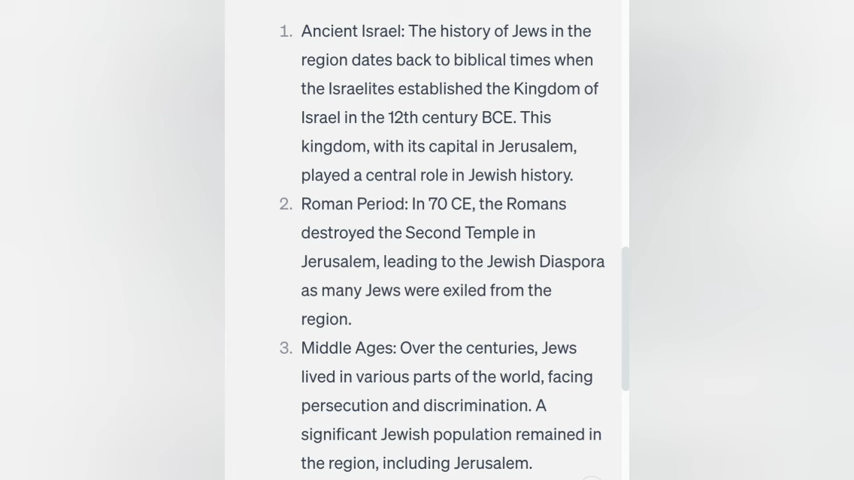 1. Ancient Israel: The history of Jews in the
region dates back to biblical times when
the Israelites established the Kingdom of
Israel in the 12th century BCE. This
kingdom, with its capital in Jerusalem,
played a central role in Jewish history.
2. Roman Period: In 70 CE, the Romans
destroyed the Second Temple in
Jerusalem, leading to the Jewish Diaspora
as many Jews were exiled from the
region.
3. Middle Ages: Over the centuries, Jews
lived in various parts of the world, facing
persecution and discrimination. A
significant Jewish population remained in
the region, including Jerusalem.